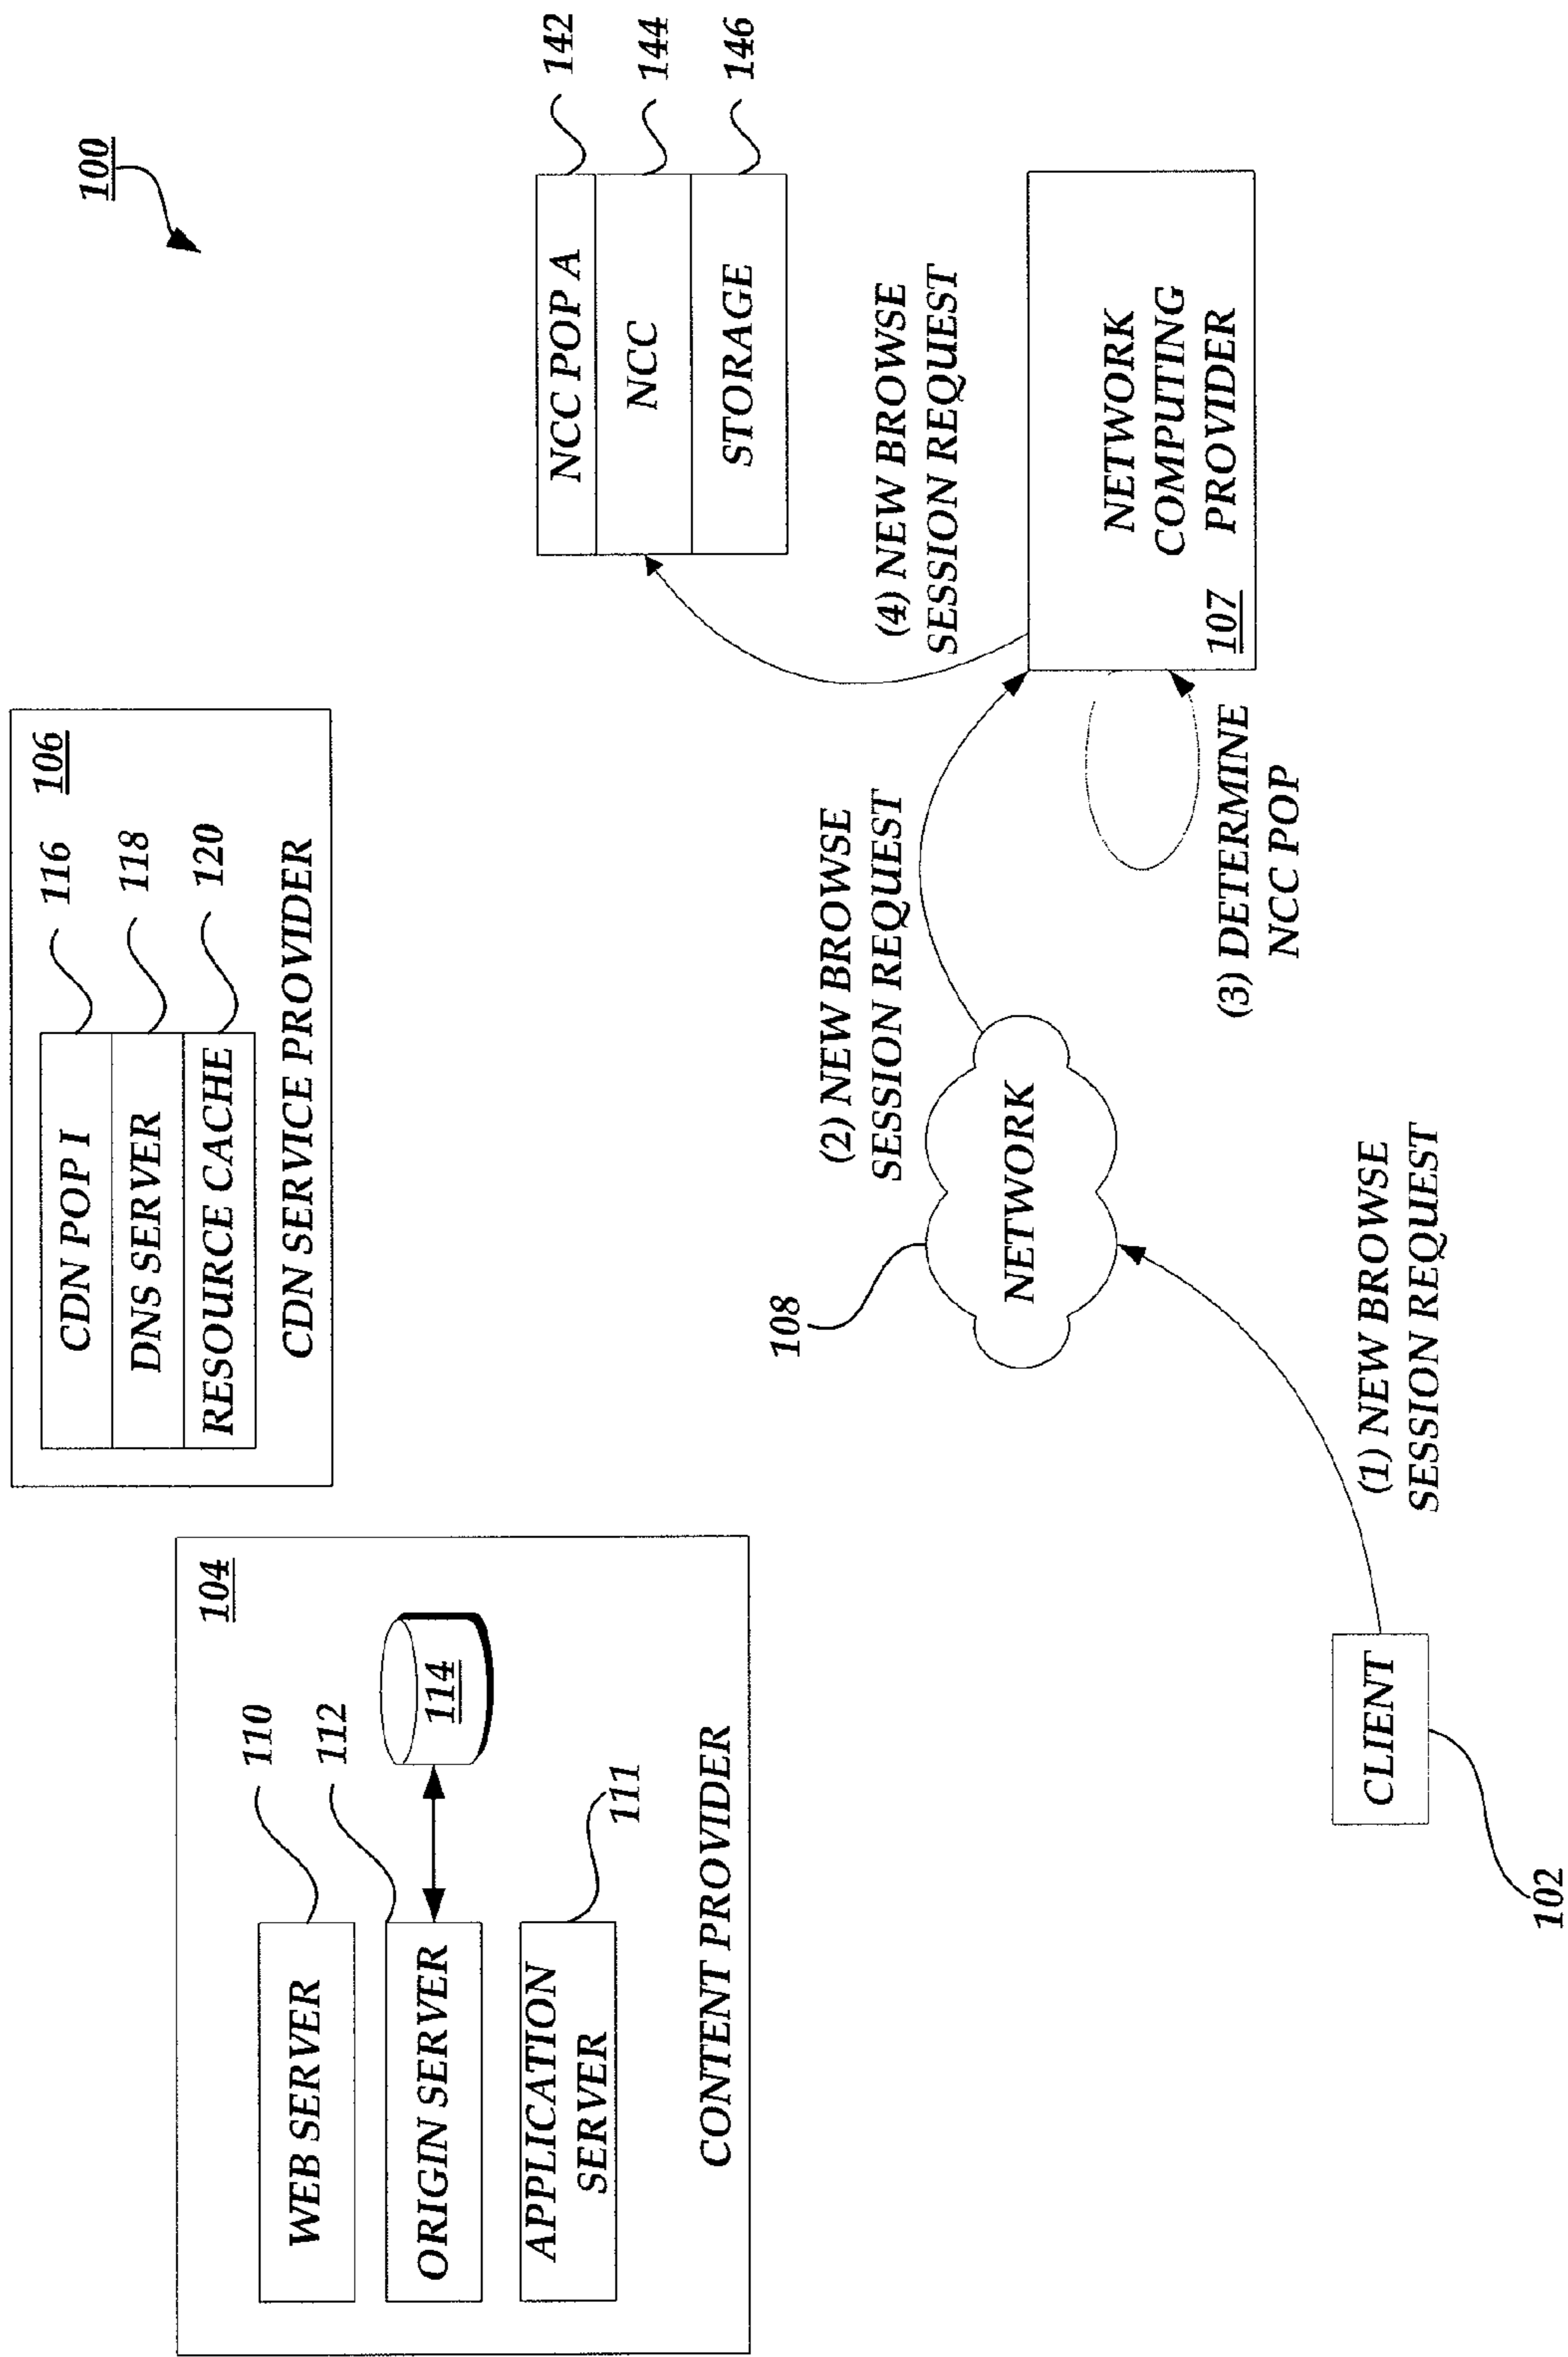 100
104
110
WEB SERVER
112
ORIGIN SERVER
114
111
APPLICATION
SERVER
CONTENT PROVIDER
106
116
CDN POP I
118
DNS SERVER
120
RESOURCE CACHE
CDN SERVICE PROVIDER
142
NCC POP A
144
NCC
146
STORAGE
108
NETWORK
(2) NEW BROWSE
SESSION REQUEST
(4) NEW BROWSE
SESSION REQUEST
NETWORK
COMPUTING
PROVIDER
107
(3) DETERMINE
NCC POP
(1) NEW BROWSE
SESSION REQUEST
CLIENT
102